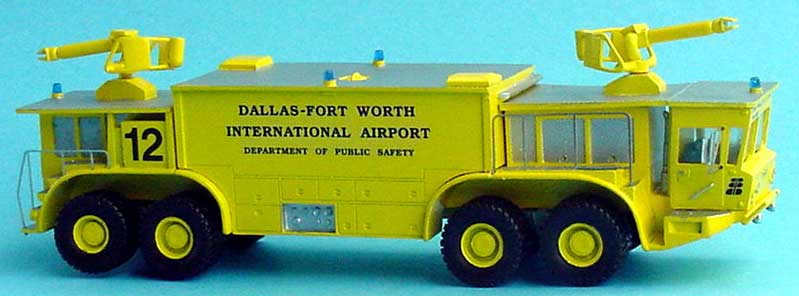 DALLAS-FORT WORTH
INTERNATIONAL AIRPORT
DEPARTMENT OF PUBLIC SAFETY
12